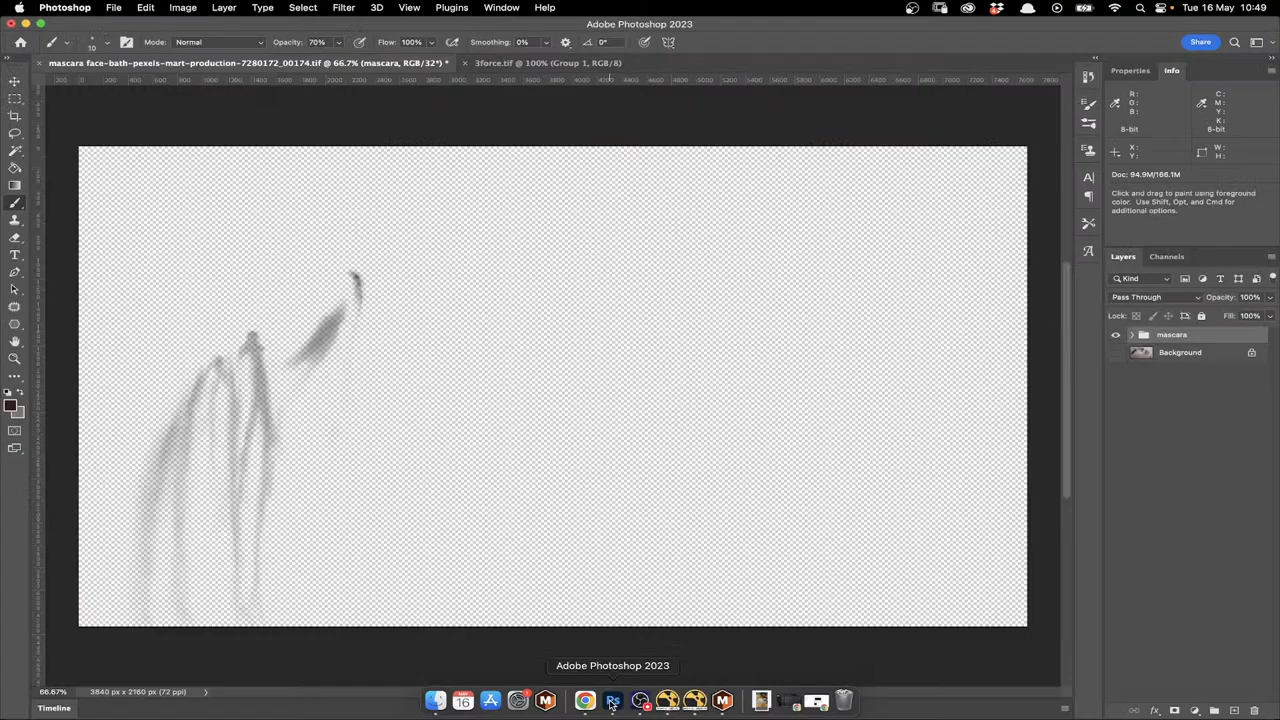 Photoshop File Edit Image Layer Type Select Filter 3D View Plugins Window Help Tue 16 May 10:49
Adobe Photoshop 2023
10 Mode: Normal Opacity: 70% Flow: 100% Smoothing: 0% 0° Share
mascara face-bath-pexels-mart-production-7280172_00174.tif @ 66.7% (mascara, RGB/32*) *
3force.tif @ 100% (Group 1, RGB/8)
Properties Info
R: C:
G: M:
B: Y:
K:
8-bit 8-bit
X: W:
Y: H:
Doc: 94.9M/166.1M
Click and drag to paint using foreground
color. Use Shift, Opt, and Cmd for
additional options.
Layers Channels
Kind
Pass Through Opacity: 100%
Lock: Fill: 100%
mascara
Background
Adobe Photoshop 2023
66.67% 3840 px x 2160 px (72 ppi)
Timeline